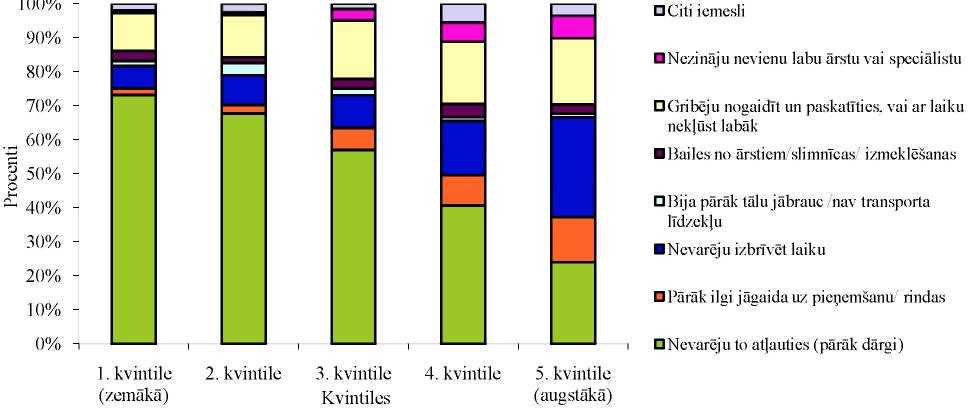 100%
90%
80%
70%
60%
50%
40%
30%
20%
10%
0%
Procenti
1. kvintile
(zemākā)
2. kvintile
3. kvintile
4. kvintile
5. kvintile
(augstākā)
Kvintiles
Citi iemesli
Nezināju nevienu labu ārstu vai speciālistu
Gribēju nogaidīt un paskatīties, vai ar laiku
nekļūst labāk
Bailes no ārstiem/slimnīcas/ izmeklēšanas
Bija pārāk tālu jābrauc /nav transporta
līdzekļu
Nevarēju izbrīvēt laiku
Pārāk ilgi jāgaida uz pieņemšanu/ rindas
Nevarēju to atļauties (pārāk dārgi)